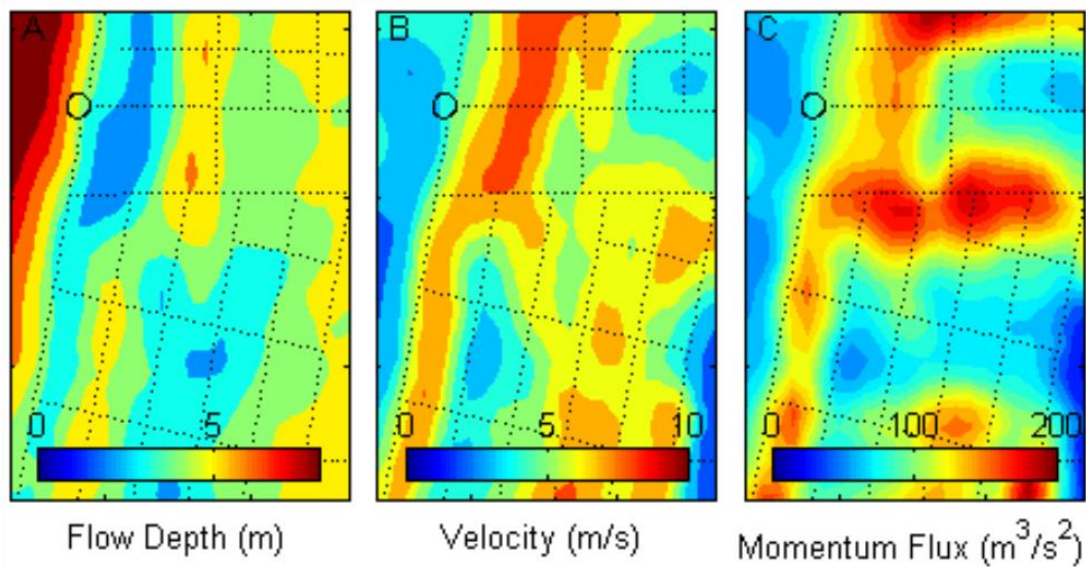 A
B
C
0 5
0 5 10
0 100 200
Flow Depth (m)
Velocity (m/s)
Momentum Flux (m³/s²)